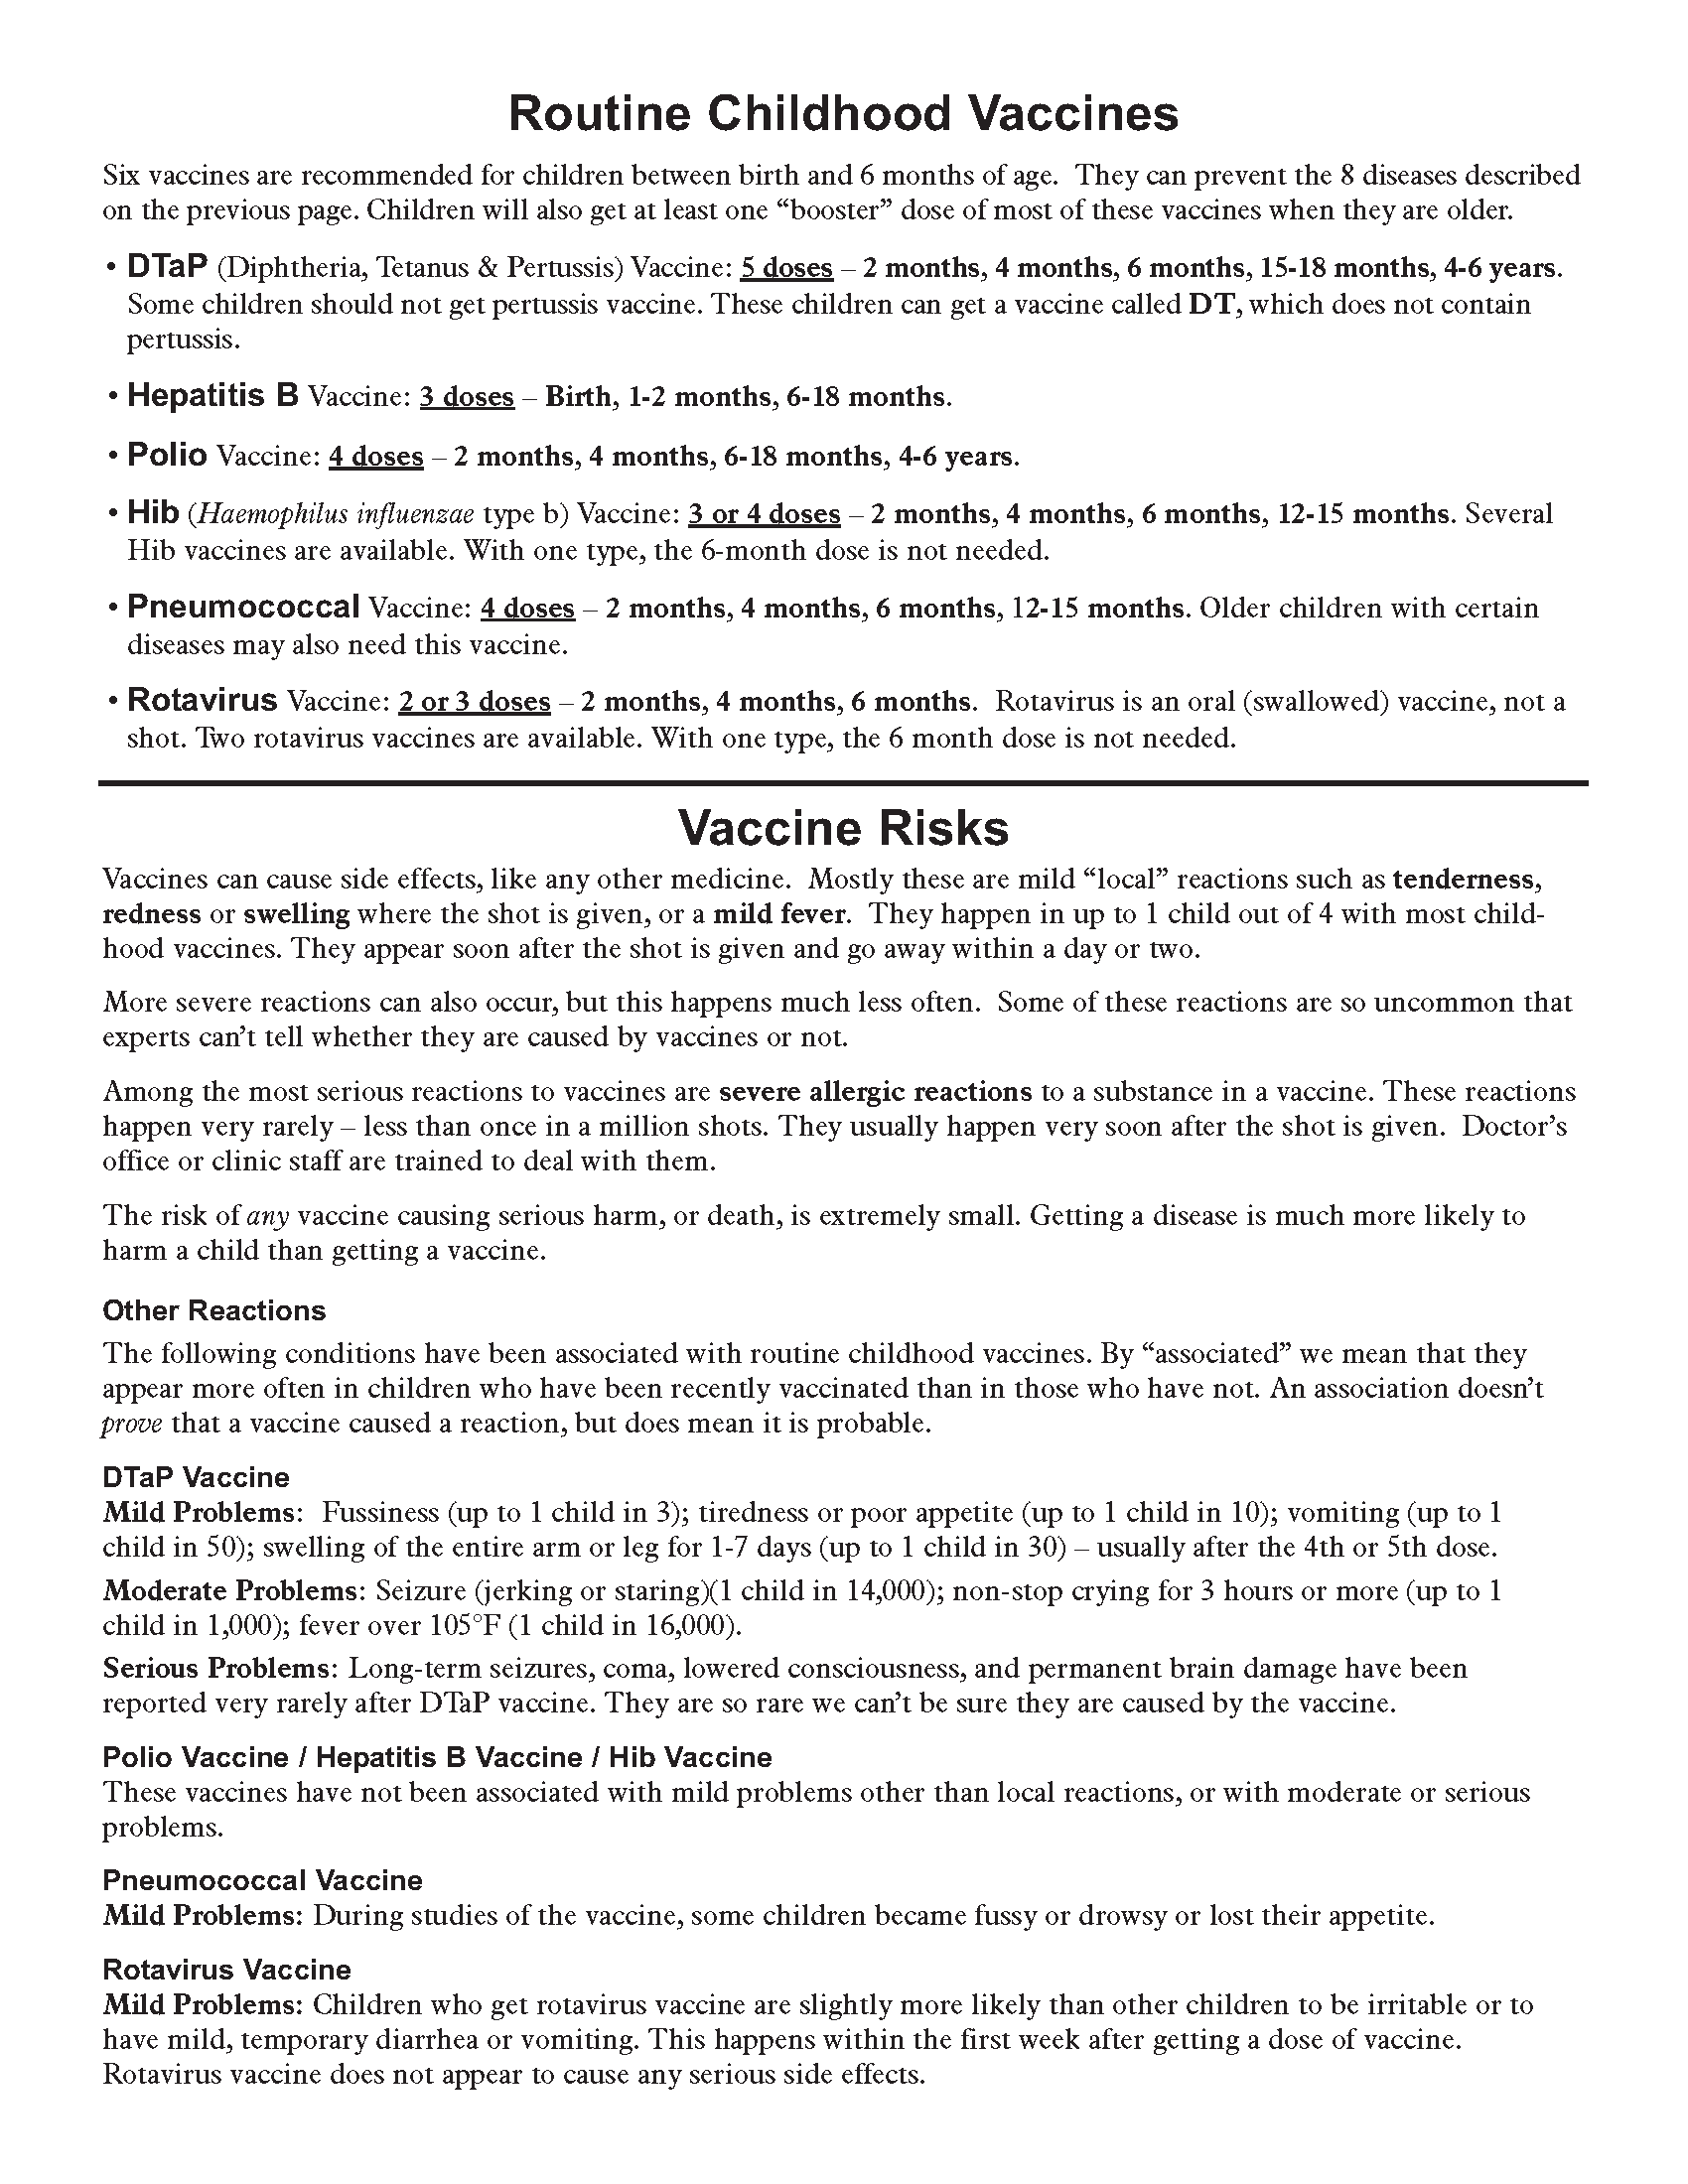 Routine Childhood Vaccines
Six vaccines are recommended for children between birth and 6 months of age.  They can prevent the 8 diseases described
on the previous page. Children will also get at least one “booster” dose of most of these vaccines when they are older.
• DTaP (Diphtheria, Tetanus & Pertussis) Vaccine: 5 doses – 2 months, 4 months, 6 months, 15-18 months, 4-6 years.
Some children should not get pertussis vaccine. These children can get a vaccine called DT, which does not contain
pertussis.
• Hepatitis B Vaccine: 3 doses – Birth, 1-2 months, 6-18 months.
• Polio Vaccine: 4 doses – 2 months, 4 months, 6-18 months, 4-6 years.
• Hib (Haemophilus influenzae type b) Vaccine: 3 or 4 doses – 2 months, 4 months, 6 months, 12-15 months. Several
Hib vaccines are available. With one type, the 6-month dose is not needed.
• Pneumococcal Vaccine: 4 doses – 2 months, 4 months, 6 months, 12-15 months. Older children with certain
diseases may also need this vaccine.
• Rotavirus Vaccine: 2 or 3 doses – 2 months, 4 months, 6 months.  Rotavirus is an oral (swallowed) vaccine, not a
shot. Two rotavirus vaccines are available. With one type, the 6 month dose is not needed.
Vaccine Risks
Vaccines can cause side effects, like any other medicine.  Mostly these are mild “local” reactions such as tenderness,
redness or swelling where the shot is given, or a mild fever.  They happen in up to 1 child out of 4 with most child-
hood vaccines. They appear soon after the shot is given and go away within a day or two.
More severe reactions can also occur, but this happens much less often.  Some of these reactions are so uncommon that
experts can’t tell whether they are caused by vaccines or not.
Among the most serious reactions to vaccines are severe allergic reactions to a substance in a vaccine. These reactions
happen very rarely – less than once in a million shots. They usually happen very soon after the shot is given.  Doctor’s
office or clinic staff are trained to deal with them.
The risk of any vaccine causing serious harm, or death, is extremely small. Getting a disease is much more likely to
harm a child than getting a vaccine.
Other Reactions
The following conditions have been associated with routine childhood vaccines. By “associated” we mean that they
appear more often in children who have been recently vaccinated than in those who have not. An association doesn’t
prove that a vaccine caused a reaction, but does mean it is probable.
DTaP Vaccine
Mild Problems:  Fussiness (up to 1 child in 3); tiredness or poor appetite (up to 1 child in 10); vomiting (up to 1
child in 50); swelling of the entire arm or leg for 1-7 days (up to 1 child in 30) – usually after the 4th or 5th dose.
Moderate Problems: Seizure (jerking or staring)(1 child in 14,000); non-stop crying for 3 hours or more (up to 1
child in 1,000); fever over 105°F (1 child in 16,000).
Serious Problems: Long-term seizures, coma, lowered consciousness, and permanent brain damage have been
reported very rarely after DTaP vaccine. They are so rare we can’t be sure they are caused by the vaccine.
Polio Vaccine / Hepatitis B Vaccine / Hib Vaccine
These vaccines have not been associated with mild problems other than local reactions, or with moderate or serious
problems.
Pneumococcal Vaccine
Mild Problems: During studies of the vaccine, some children became fussy or drowsy or lost their appetite.
Rotavirus Vaccine
Mild Problems: Children who get rotavirus vaccine are slightly more likely than other children to be irritable or to
have mild, temporary diarrhea or vomiting. This happens within the first week after getting a dose of vaccine.
Rotavirus vaccine does not appear to cause any serious side effects.